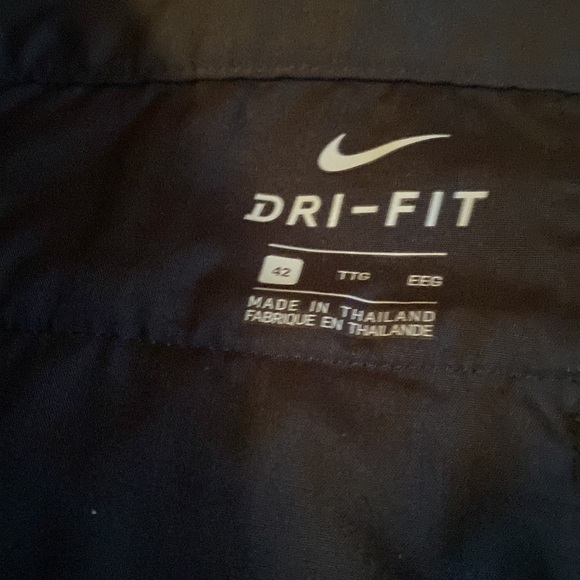 DRI-FIT
42 TTG EEG
MADE IN THAILAND
FABRIQUE EN THAILANDE